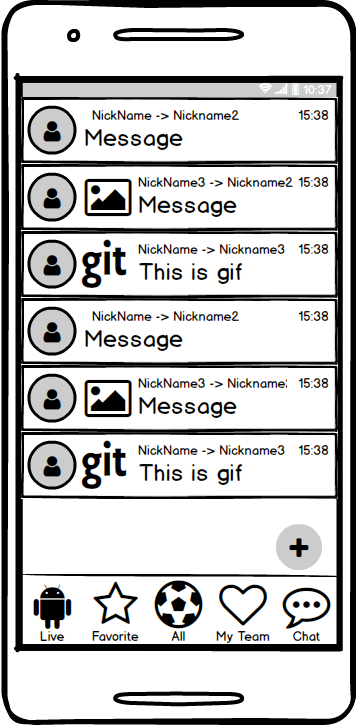 10:37
NickName -> Nickname2 15:38
Message
NickName3 -> Nickname2 15:38
Message
NickName -> Nickname3 15:38
git This is gif
NickName -> Nickname2 15:38
Message
NickName3 -> Nickname 15:38
Message
NickName -> Nickname3 15:38
git This is gif
Live Favorite All My Team Chat